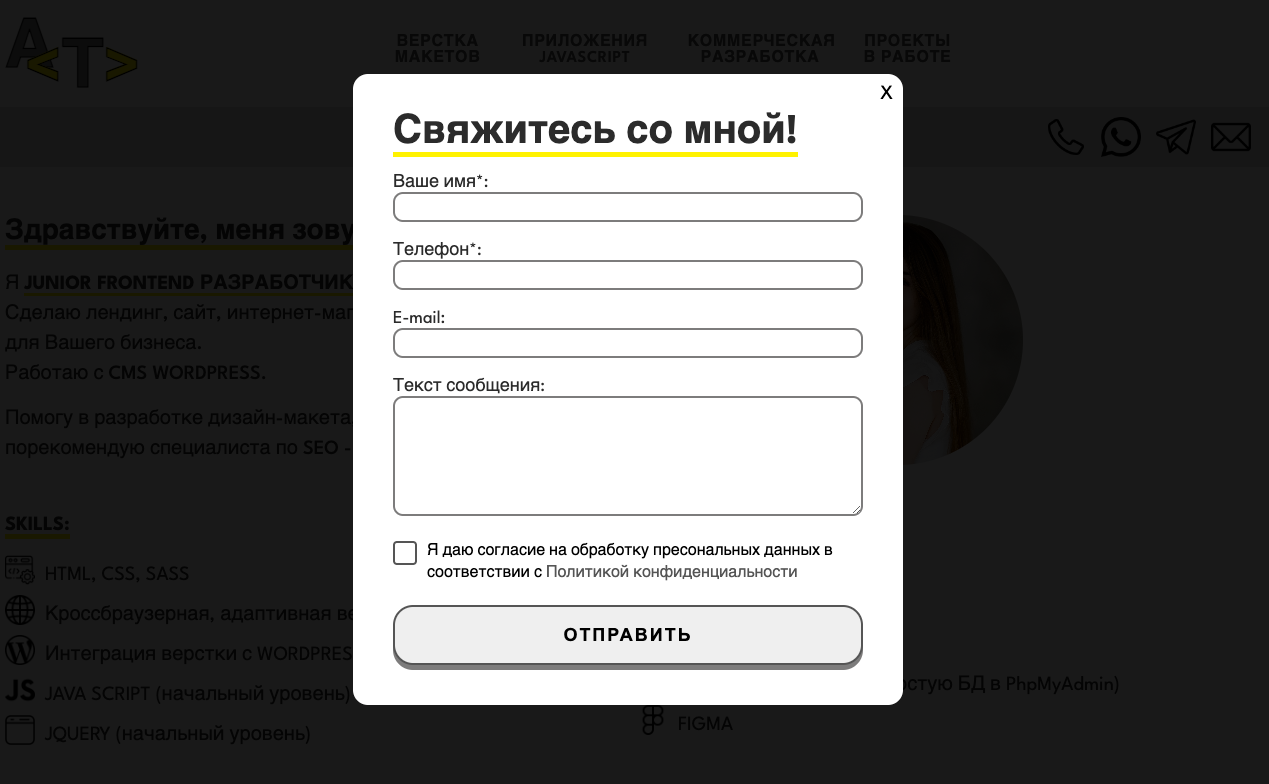 A<T>
ВЕРСТКА
МАКЕТОВ
ПРИЛОЖЕНИЯ
JAVASCRIPT
КОММЕРЧЕСКАЯ
РАЗРАБОТКА
ПРОЕКТЫ
В РАБОТЕ
X
Свяжитесь со мной!
Ваше имя*:
Телефон*:
E-mail:
Текст сообщения:
Я даю согласие на обработку пресональных данных в
соответствии с Политикой конфиденциальности
ОТПРАВИТЬ
Здравствуйте, меня зову
Я JUNIOR FRONTEND РАЗРАБОТЧИК
Сделаю лендинг, сайт, интернет-маг
для Вашего бизнеса.
Работаю с CMS WORDPRESS.
Помогу в разработке дизайн-макета
порекомендую специалиста по SEO -
SKILLS:
HTML, CSS, SASS
Кроссбраузерная, адаптивная ве
Интеграция верстки с WORDPRES
JS JAVA SCRIPT (начальный уровень)
JQUERY (начальный уровень)
остую БД в PhpMyAdmin)
FIGMA